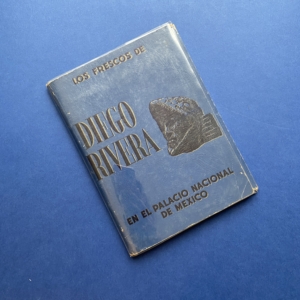 LOS FRESCOS DE
DIEGO
RIVERA
EN EL PALACIO NACIONAL
DE MEXICO